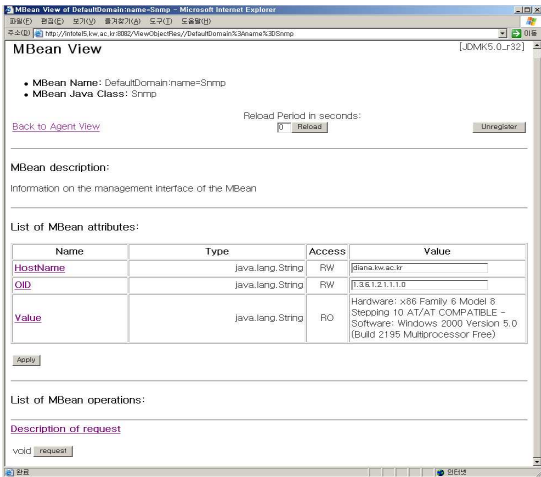 MBean View of DefaultDomain:name=Snmp - Microsoft Internet Explorer
파일(F) 편집(E) 보기(V) 즐겨찾기(A) 도구(T) 도움말(H)
주소(D) http://infotel5.kw.ac.kr:8082/ViewObjectRes//DefaultDomain%3Aname%3DSnmp 이동
MBean View [JDMK5.0_r32]
• MBean Name: DefaultDomain:name=Snmp
• MBean Java Class: Snmp
Reload Period in seconds:
Back to Agent View 0 Reload Unregister
MBean description:
Information on the management interface of the MBean
List of MBean attributes:
Name Type Access Value
HostName java.lang.String RW diana.kw.ac.kr
OID java.lang.String RW 1.3.6.1.2.1.1.1.0
Value java.lang.String RO Hardware: x86 Family 6 Model 8
Stepping 10 AT/AT COMPATIBLE -
Software: Windows 2000 Version 5.0
(Build 2195 Multiprocessor Free)
Apply
List of MBean operations:
Description of request
void request
완료 인터넷